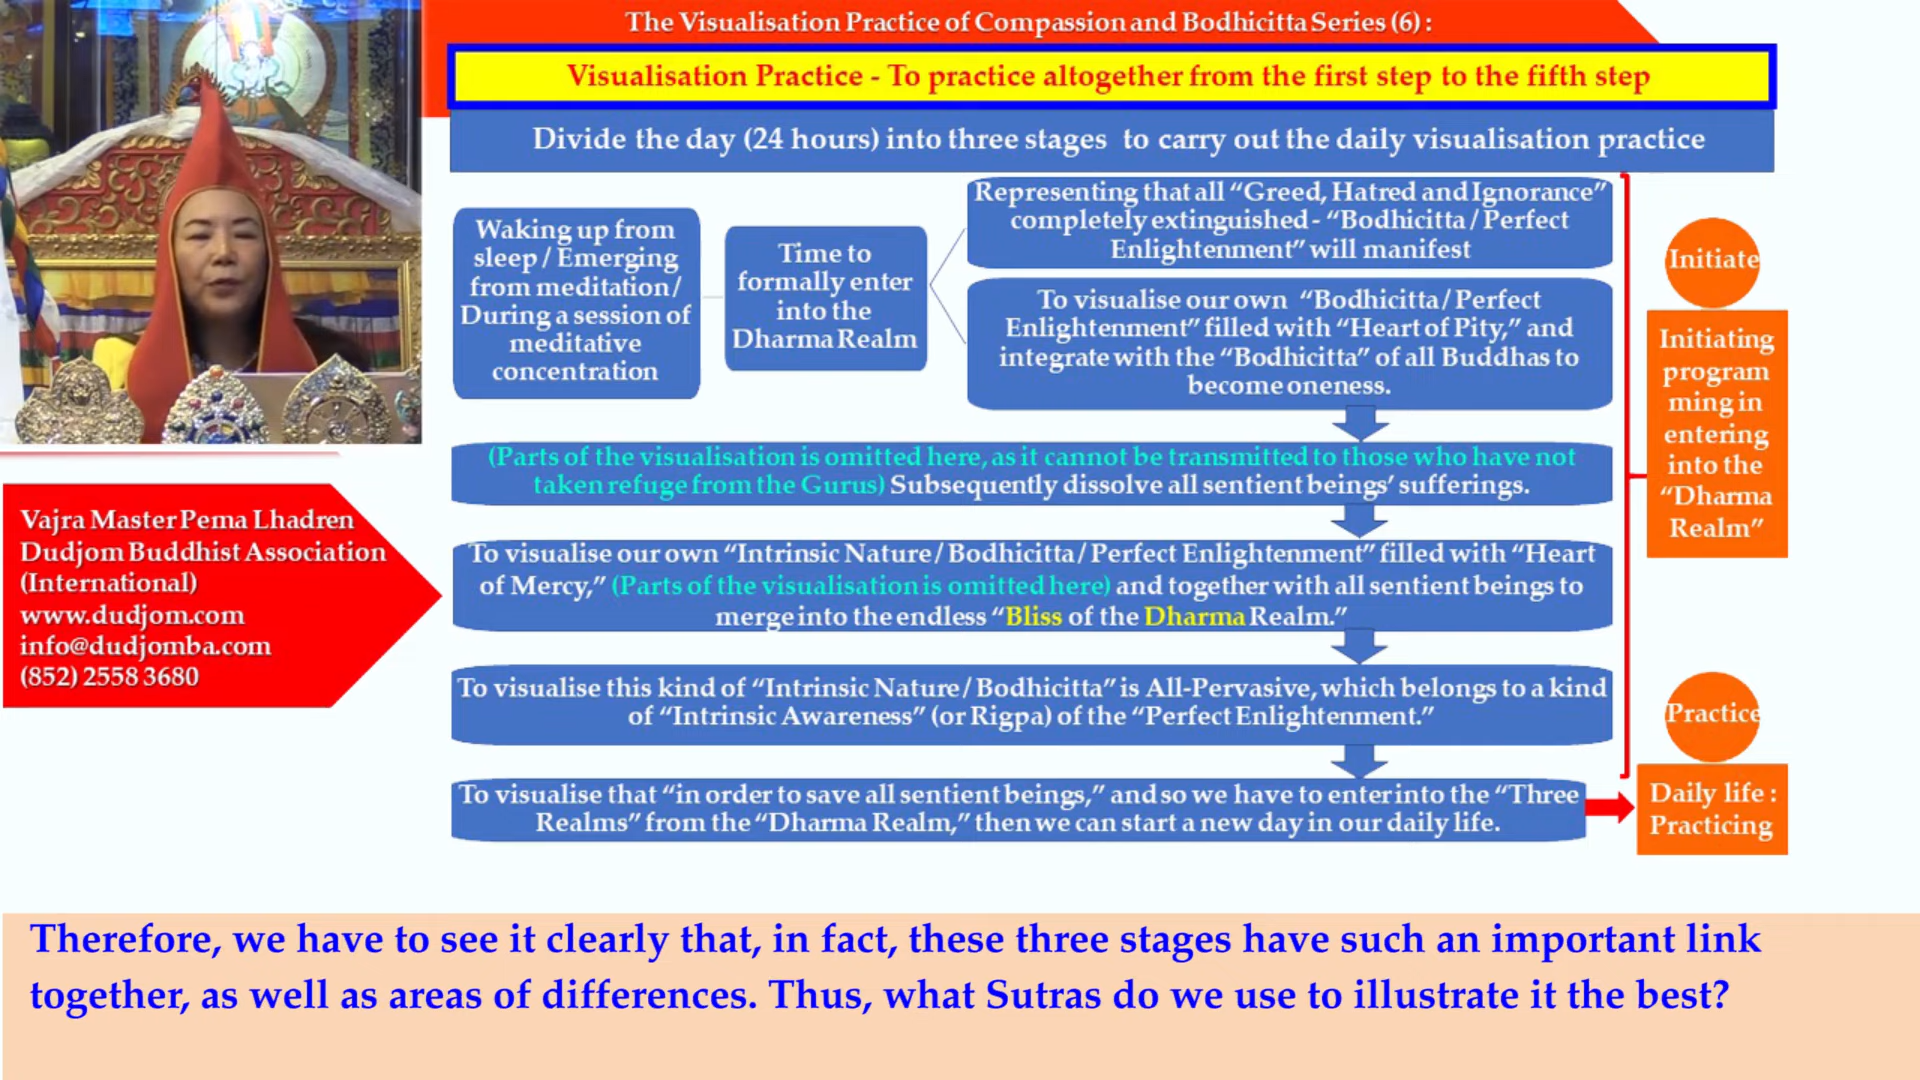 The Visualisation Practice of Compassion and Bodhicitta Series (6) :
Visualisation Practice - To practice altogether from the first step to the fifth step
Divide the day (24 hours) into three stages to carry out the daily visualisation practice
Waking up from
sleep / Emerging
from meditation /
During a session of
meditative
concentration
Time to
formally enter
into the
Dharma Realm
Representing that all “Greed, Hatred and Ignorance”
completely extinguished - “Bodhicitta / Perfect
Enlightenment” will manifest
To visualise our own “Bodhicitta / Perfect
Enlightenment” filled with “Heart of Pity,” and
integrate with the “Bodhicitta” of all Buddhas to
become oneness.
(Parts of the visualisation is omitted here, as it cannot be transmitted to those who have not
taken refuge from the Gurus) Subsequently dissolve all sentient beings’ sufferings.
To visualise our own “Intrinsic Nature / Bodhicitta / Perfect Enlightenment” filled with “Heart
of Mercy,” (Parts of the visualisation is omitted here) and together with all sentient beings to
merge into the endless “Bliss of the Dharma Realm.”
To visualise this kind of “Intrinsic Nature / Bodhicitta” is All-Pervasive, which belongs to a kind
of “Intrinsic Awareness” (or Rigpa) of the “Perfect Enlightenment.”
To visualise that “in order to save all sentient beings,” and so we have to enter into the “Three
Realms” from the “Dharma Realm,” then we can start a new day in our daily life.
Initiate
Initiating
program
ming in
entering
into the
“Dharma
Realm”
Practice
Daily life :
Practicing
Vajra Master Pema Lhadren
Dudjom Buddhist Association
(International)
www.dudjom.com
info@dudjomba.com
(852) 2558 3680
Therefore, we have to see it clearly that, in fact, these three stages have such an important link
together, as well as areas of differences. Thus, what Sutras do we use to illustrate it the best?